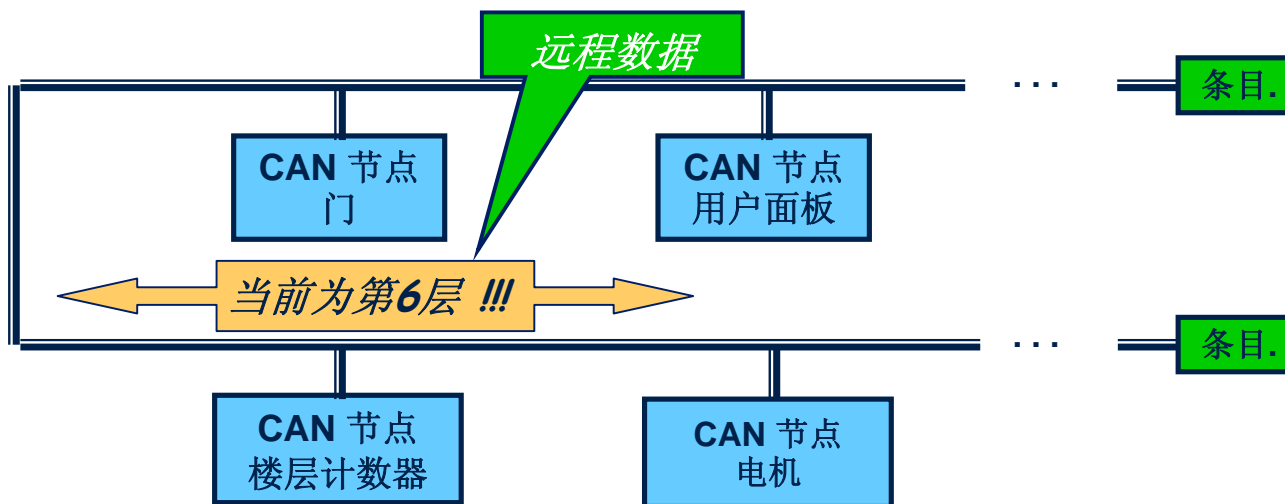 远程数据
... 条目.
CAN 节点
门
CAN 节点
用户面板
当前为第6层 !!!
... 条目.
CAN 节点
楼层计数器
CAN 节点
电机